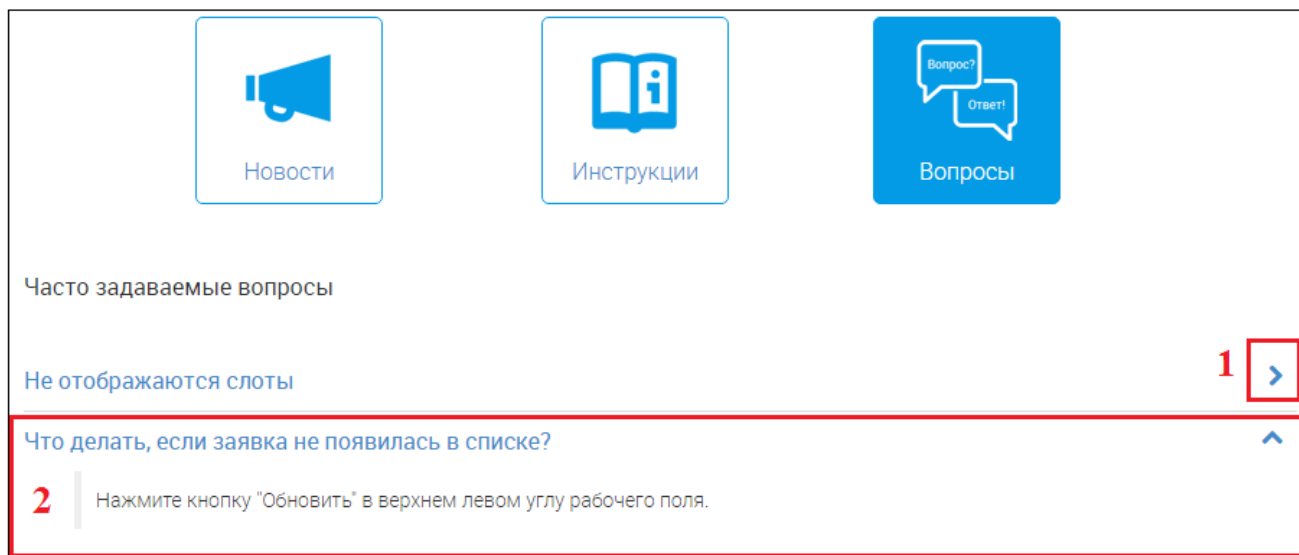 Вопрос?
Ответ!
Новости
Инструкции
Вопросы
Часто задаваемые вопросы
Не отображаются слоты
1
Что делать, если заявка не появилась в списке?
2
Нажмите кнопку "Обновить" в верхнем левом углу рабочего поля.